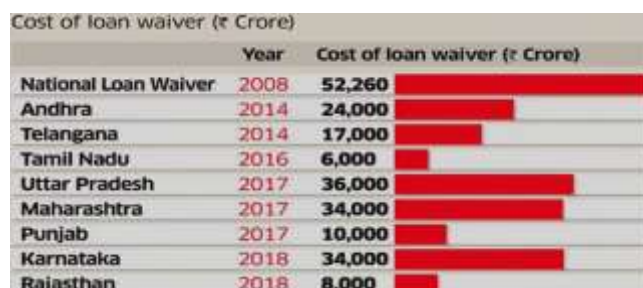 Cost of loan waiver (₹ Crore)
Year Cost of loan waiver (₹ Crore)
National Loan Waiver 2008 52,260
Andhra 2014 24,000
Telangana 2014 17,000
Tamil Nadu 2016 6,000
Uttar Pradesh 2017 36,000
Maharashtra 2017 34,000
Punjab 2017 10,000
Karnataka 2018 34,000
Rajasthan 2018 8,000